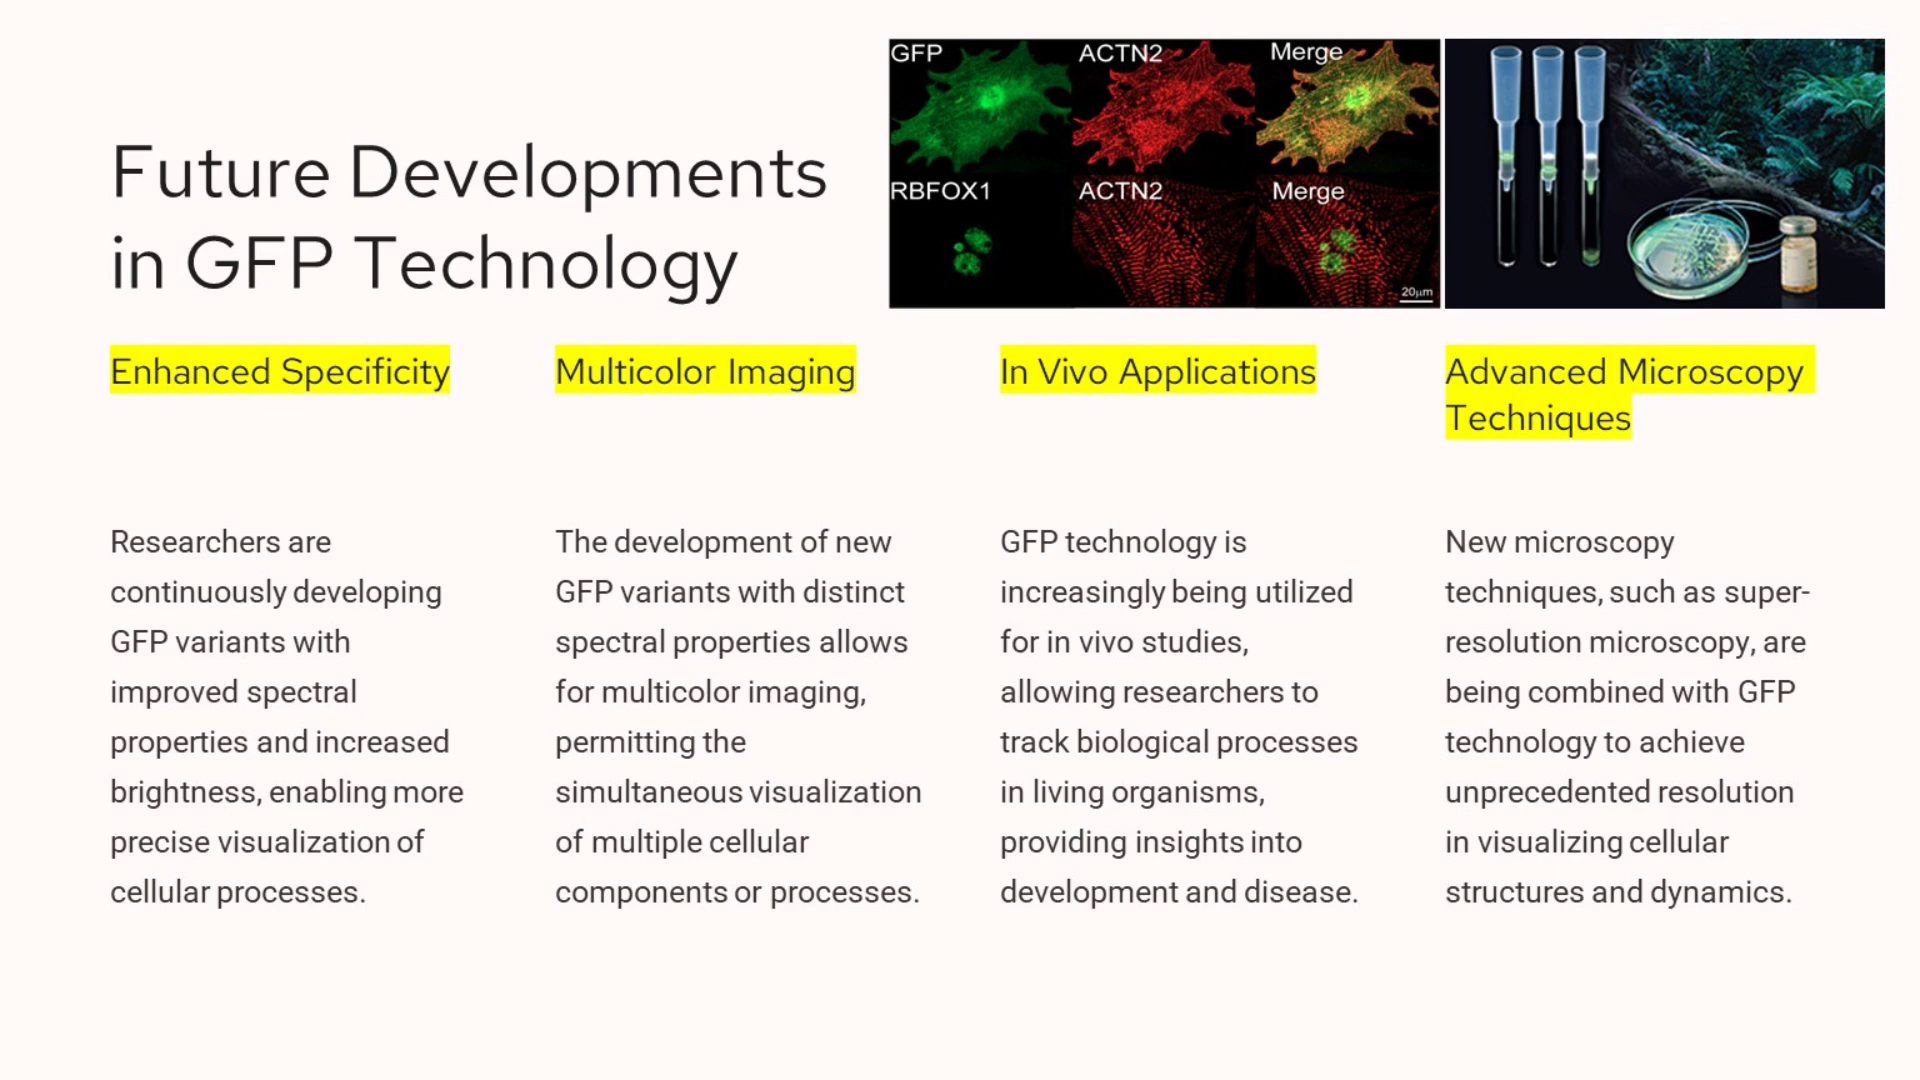 Future Developments
in GFP Technology
GFP
ACTN2
Merge
RBFOX1
ACTN2
Merge
20µm
Enhanced Specificity
Researchers are
continuously developing
GFP variants with
improved spectral
properties and increased
brightness, enabling more
precise visualization of
cellular processes.
Multicolor Imaging
The development of new
GFP variants with distinct
spectral properties allows
for multicolor imaging,
permitting the
simultaneous visualization
of multiple cellular
components or processes.
In Vivo Applications
GFP technology is
increasingly being utilized
for in vivo studies,
allowing researchers to
track biological processes
in living organisms,
providing insights into
development and disease.
Advanced Microscopy
Techniques
New microscopy
techniques, such as super-
resolution microscopy, are
being combined with GFP
technology to achieve
unprecedented resolution
in visualizing cellular
structures and dynamics.